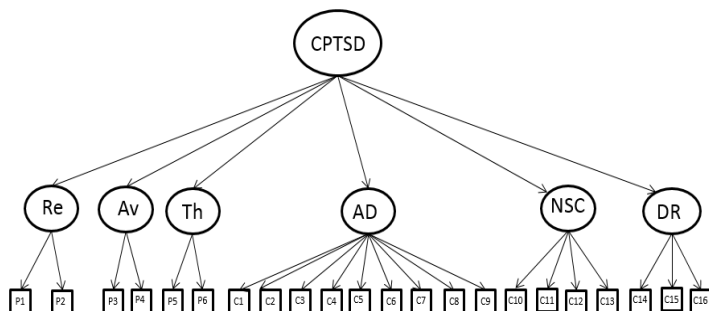 CPTSD
Re Av Th AD NSC DR
P1 P2 P3 P4 P5 P6 C1 C2 C3 C4 C5 C6 C7 C8 C9 C10 C11 C12 C13 C14 C15 C16